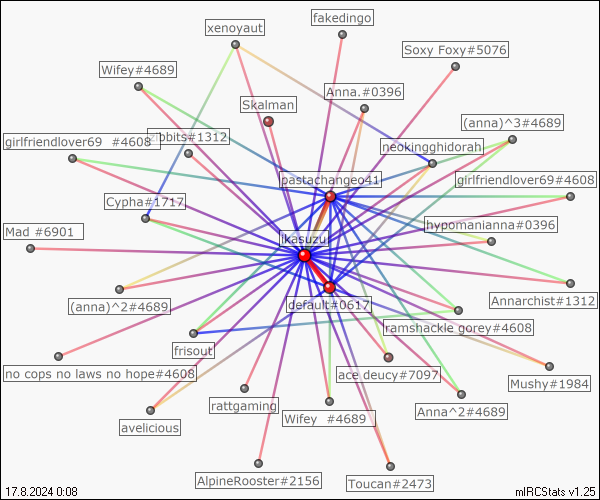 fakedingo
xenoyaut
Soxy Foxy#5076
Wifey#4689
Anna.#0396
Skalman
(anna)^3#4689
girlfriendlover69 #4608
zibbits#1312
neokingghidorah
pastachangeo41
girlfriendlover69#4608
Cypha#1717
hypomanianna#0396
Mad #6901
ikasuzu
Annarchist#1312
(anna)^2#4689
default#0617
ramshackle gorey#4608
frisout
no cops no laws no hope#4608
ace deucy#7097
Mushy#1984
rattgaming
Anna^2#4689
Wifey #4689
avelicious
AlpineRooster#2156
Toucan#2473
17.8.2024 0:08
mIRCStats v1.25